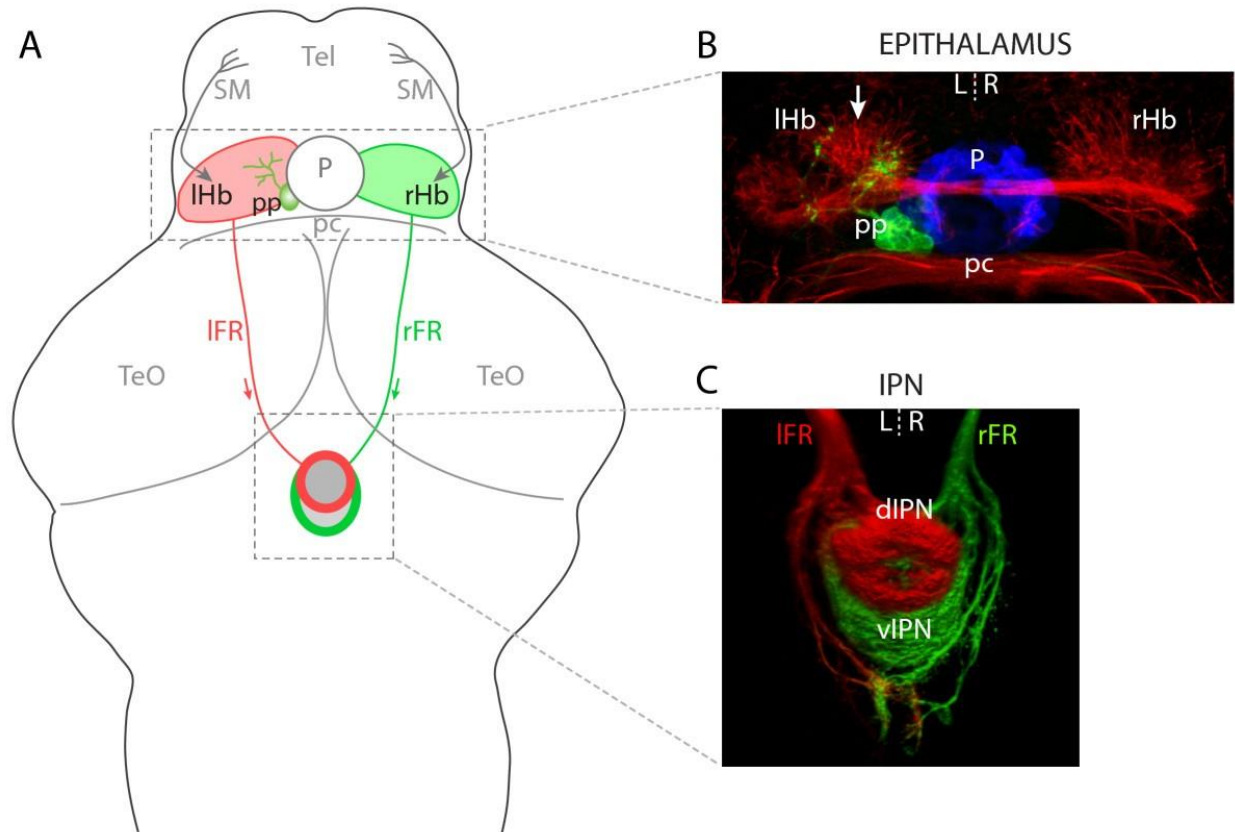 A
Tel
SM
SM
P
lHb
rHb
pp
pc
lFR
rFR
TeO
TeO
B
EPITHALAMUS
L R
lHb
rHb
P
pp
pc
C
IPN
L R
lFR
rFR
dIPN
vIPN